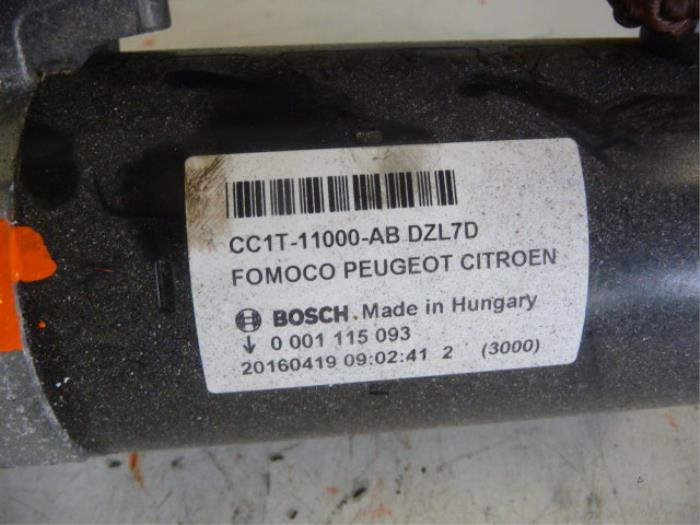 CC1T-11000-AB DZL7D
FOMOCO PEUGEOT CITROEN
BOSCH Made in Hungary
↓ 0 001 115 093
20160419 09:02:41 2 (3000)